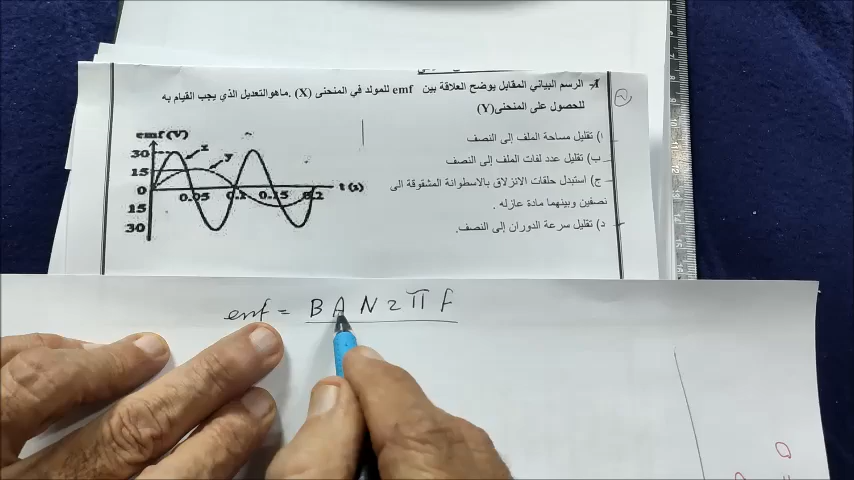 A- الرسم البياني المقابل يوضح العلاقة بين emf للمولد في المنحنى (X) .ماهوالتعديل الذي يجب القيام به
للحصول على المنحنى(Y)
ا) تقليل مساحة الملف إلى النصف
ب) تقليل عدد لفات الملف إلى النصف
ج) استبدل حلقات الانزلاق بالاسطوانة المشقوقة الى
نصفين وبينهما مادة عازله .
د) تقليل سرعة الدوران إلى النصف.
emf (V)
30
15
0
15
30
x
y
0.05 0.1 0.15 0.2
t (s)
emf = B A N 2 π F